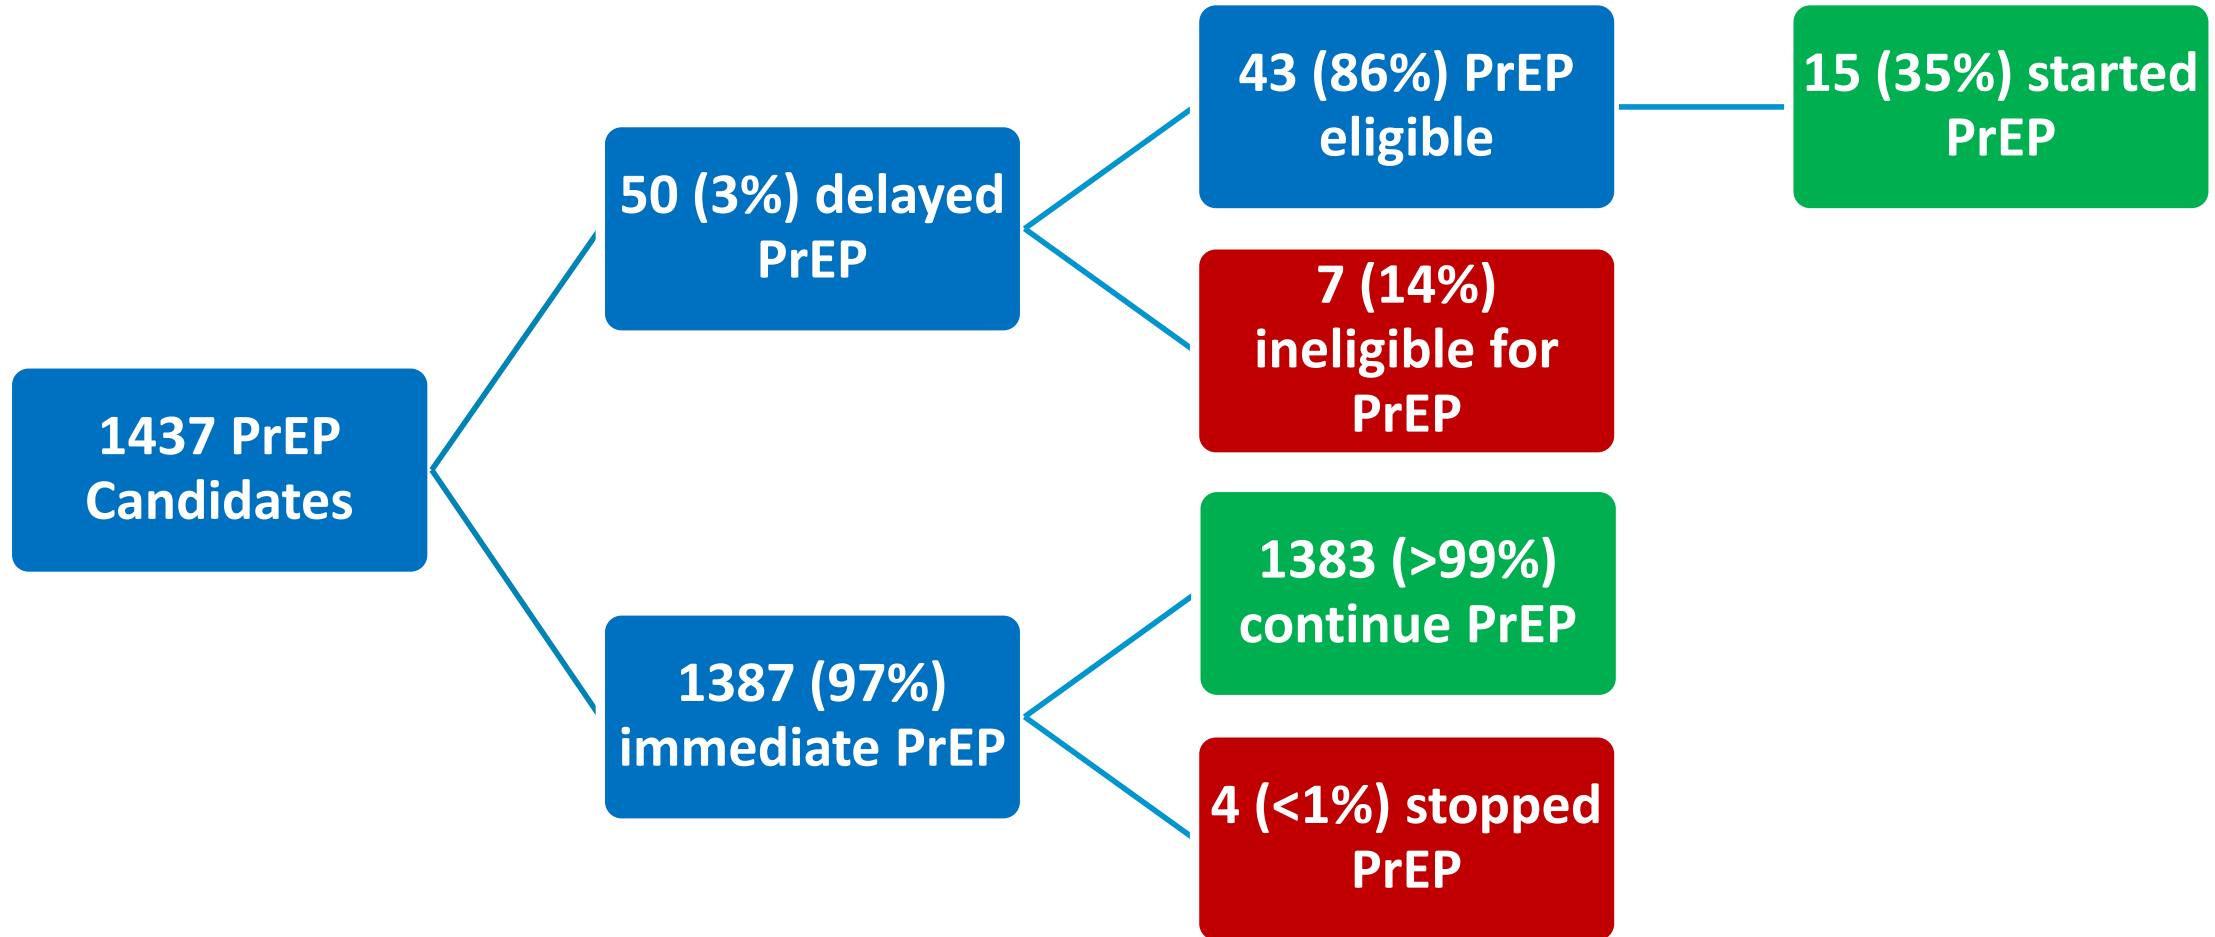 1437 PrEP
Candidates
50 (3%) delayed
PrEP
43 (86%) PrEP
eligible
15 (35%) started
PrEP
7 (14%)
ineligible for
PrEP
1387 (97%)
immediate PrEP
1383 (>99%)
continue PrEP
4 (<1%) stopped
PrEP